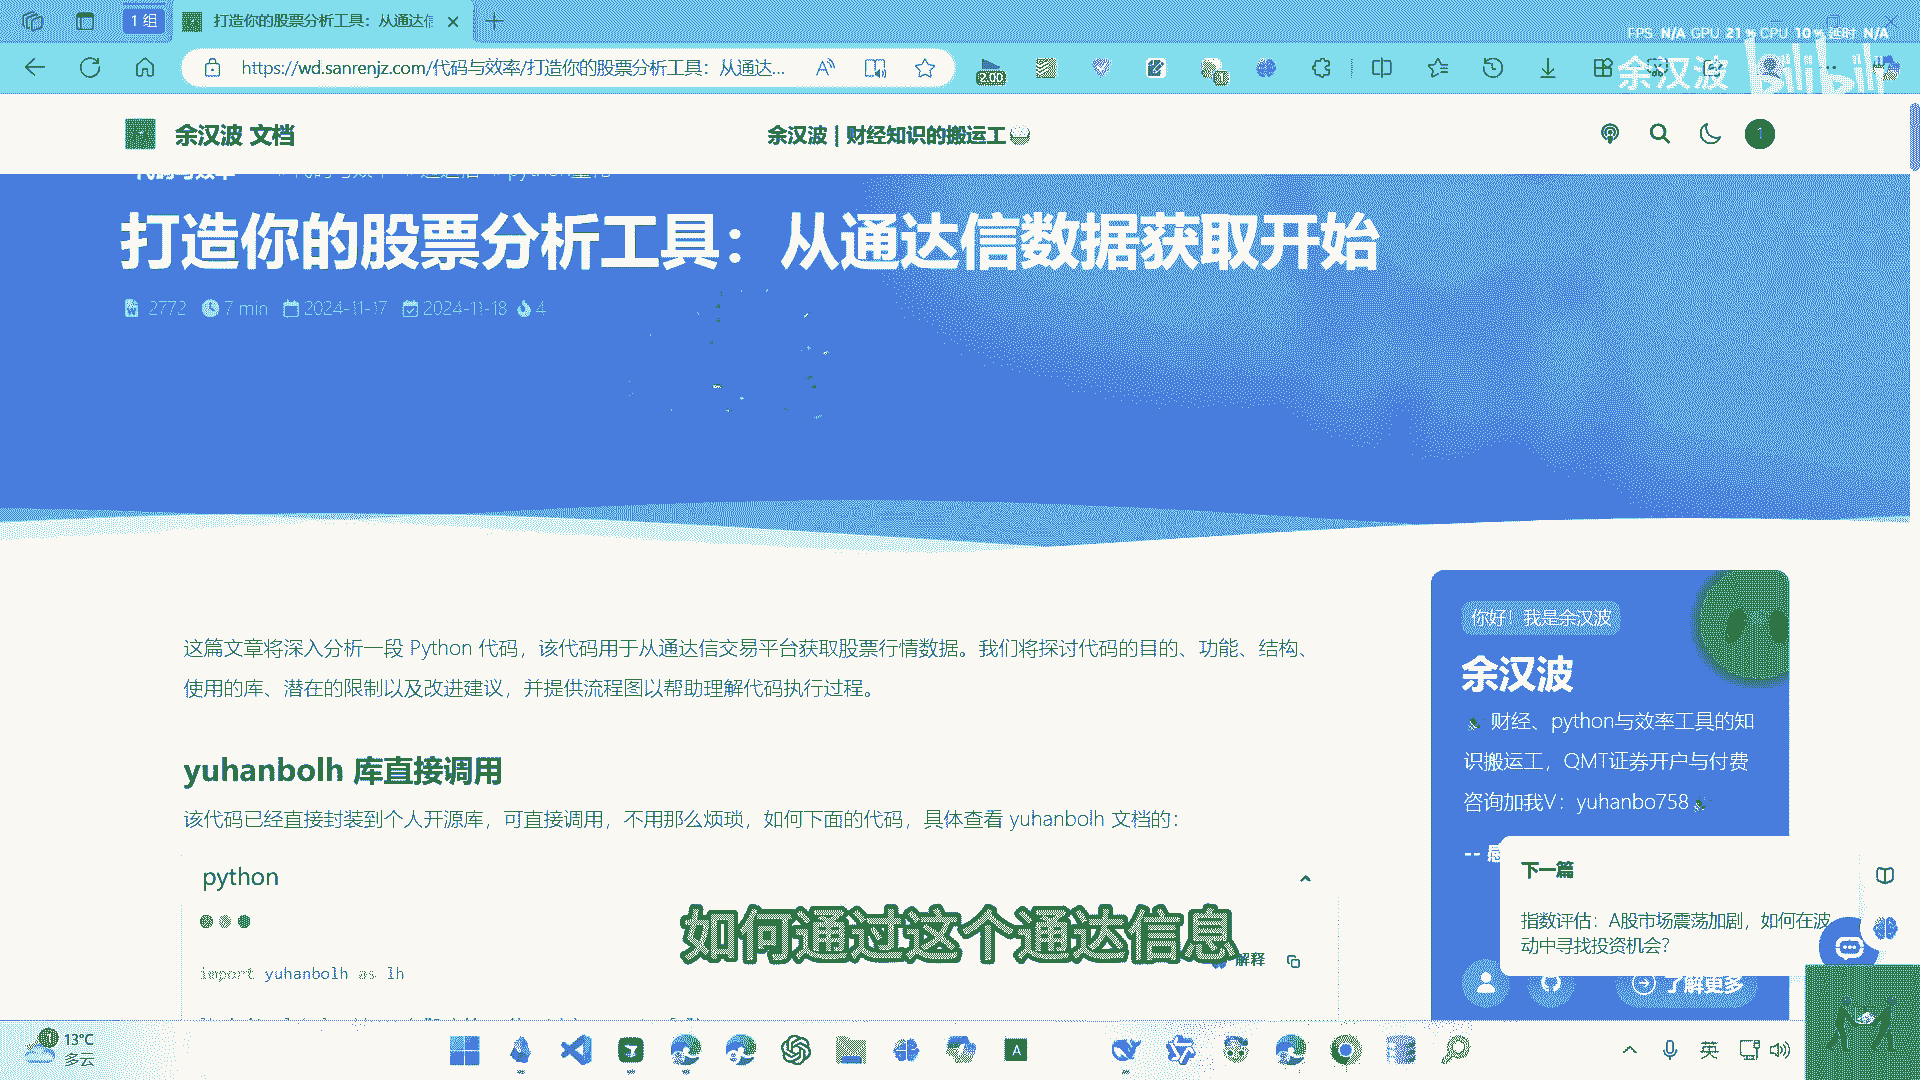 1 组
打造你的股票分析工具：从通达信
FPS N/A GPU 21 % CPU 10 % 延时 N/A
https://wd.sanrenjz.com/代码与效率/打造你的股票分析工具：从通达...
2.00
余汉波 bilibili
余汉波 文档
余汉波 | 财经知识的搬运工🍚
1
打造你的股票分析工具：从通达信数据获取开始
2772 7 min 2024-11-17 2024-11-18 4
这篇文章将深入分析一段 Python 代码，该代码用于从通达信交易平台获取股票行情数据。我们将探讨代码的目的、功能、结构、
使用的库、潜在的限制以及改进建议，并提供流程图以帮助理解代码执行过程。
yuhanbolh 库直接调用
该代码已经直接封装到个人开源库，可直接调用，不用那么烦琐，如何下面的代码，具体查看 yuhanbolh 文档的：
python
解释
import yuhanbolh as lh
如何通过这个通达信息
你好！我是余汉波
余汉波
财经、python与效率工具的知
识搬运工，QMT证券开户与付费
咨询加我V：yuhanbo758
下一篇
指数评估：A股市场震荡加剧，如何在波
动中寻找投资机会？
了解更多
13°C
多云
英